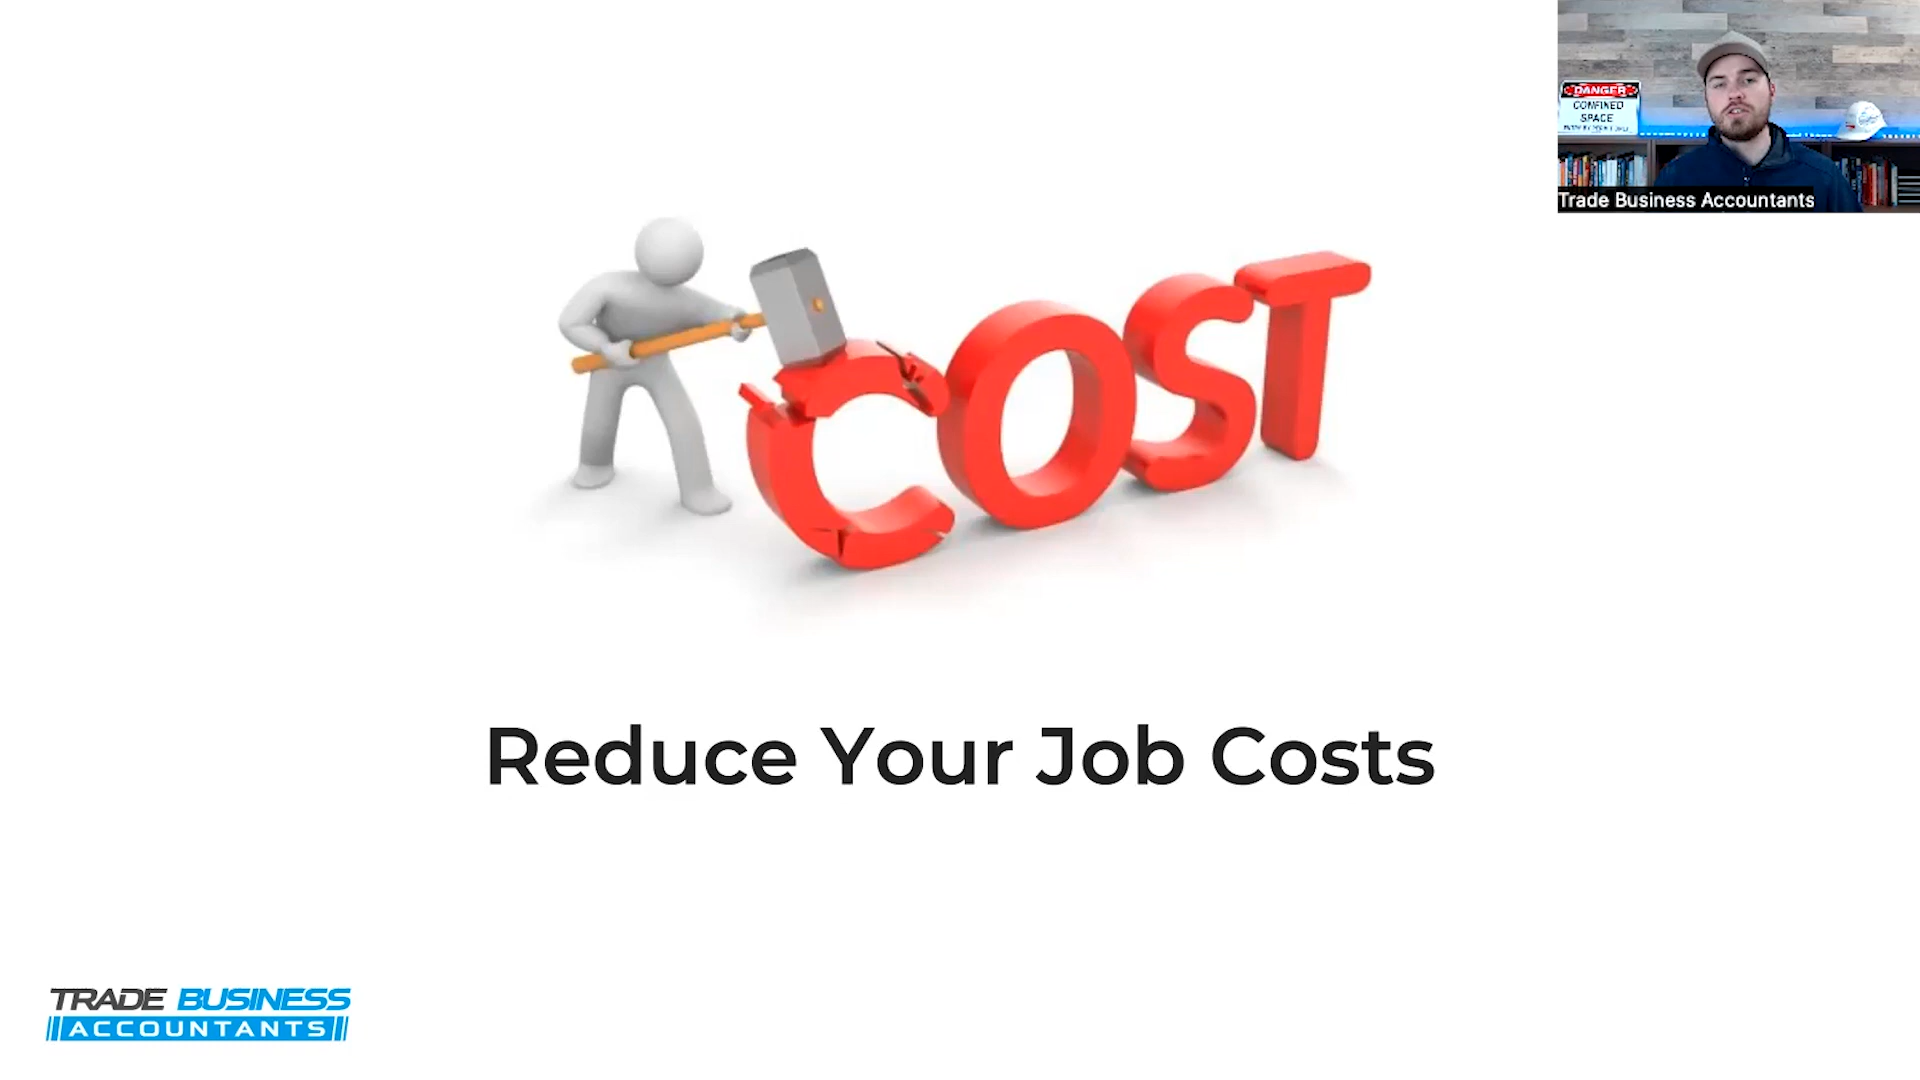 DANGER
CONFINED
SPACE
Trade Business Accountants
COST
Reduce Your Job Costs
TRADE BUSINESS
ACCOUNTANTS